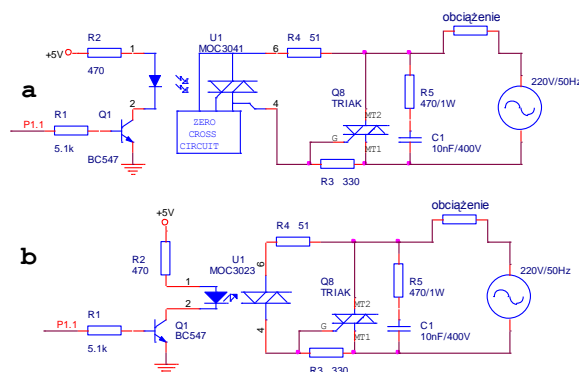 a
+5V
R2
470
1
2
U1
MOC3041
6
4
ZERO
CROSS
CIRCUIT
R4 51
Q8
TRIAK
MT2
G
MT1
R3 330
R5
470/1W
C1
10nF/400V
obciążenie
220V/50Hz
P1.1
R1
5.1k
Q1
BC547
b
+5V
R2
470
1
2
U1
MOC3023
6
4
R4 51
Q8
TRIAK
MT2
G
MT1
R3 330
R5
470/1W
C1
10nF/400V
obciążenie
220V/50Hz
P1.1
R1
5.1k
Q1
BC547